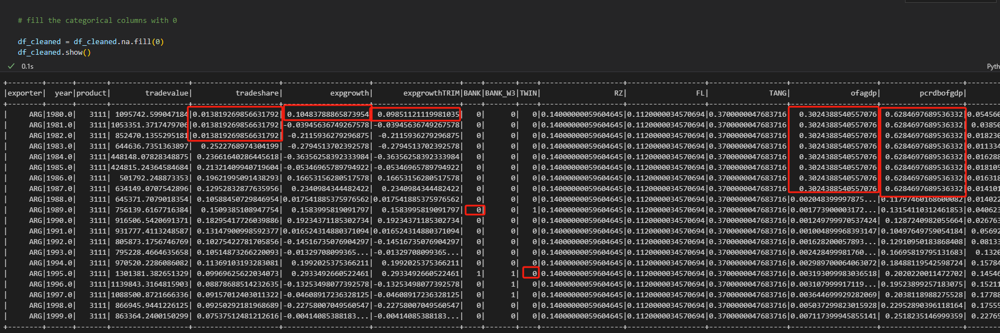 # fill the categorical columns with 0
df_cleaned = df_cleaned.na.fill(0)
df_cleaned.show()
✓ 0.1s
Pyth
+--------+------+-------+------------------+--------------------+--------------------+--------------------+----+-------+----+-------------------+-------------------+-------------------+--------------------+-------------------+-------
|exporter| year|product| tradevalue| tradeshare| expgrowth| expgrowthTRIM|BANK|BANK_W3|TWIN| RZ| FL| TANG| ofagdp| pcrdbofgdp|
+--------+------+-------+------------------+--------------------+--------------------+--------------------+----+-------+----+-------------------+-------------------+-------------------+--------------------+-------------------+-------
| ARG|1980.0| 3111| 1095742.599047184|0.013819269856631792| 0.10483788865873954| 0.09851121119981035| 0| 0| 0|0.14000000059604645|0.1120000034570694|0.3700000047683716| 0.3024388540557076| 0.6284697689536332|0.054560
| ARG|1981.0| 3111|1053351.3717479706|0.013819269856631792|-0.03945636749267578|-0.03945636749267578| 0| 0| 0|0.14000000059604645|0.1120000034570694|0.3700000047683716| 0.3024388540557076| 0.6284697689536332| 0.03850
| ARG|1982.0| 3111| 852470.1355295181|0.013819269856631792| -0.2115936279296875| -0.2115936279296875| 0| 0| 0|0.14000000059604645|0.1120000034570694|0.3700000047683716| 0.3024388540557076| 0.6284697689536332|0.018230
| ARG|1983.0| 3111| 644636.7351363897| 0.2522768974304199| -0.2794513702392578| -0.2794513702392578| 0| 0| 0|0.14000000059604645|0.1120000034570694|0.3700000047683716| 0.3024388540557076| 0.6284697689536332|0.011334
| ARG|1984.0| 3111|448148.07828348875| 0.23661640286445618|-0.36356258392333984|-0.36356258392333984| 0| 0| 0|0.14000000059604645|0.1120000034570694|0.3700000047683716| 0.3024388540557076| 0.6284697689536332|0.016288
| ARG|1985.0| 3111|424815.24364584684| 0.21321409940719604|-0.05346965789794922|-0.05346965789794922| 0| 0| 0|0.14000000059604645|0.1120000034570694|0.3700000047683716| 0.3024388540557076| 0.6284697689536332|0.018105
| ARG|1986.0| 3111| 501792.248873353| 0.19621995091438293| 0.16653156280517578| 0.16653156280517578| 0| 0| 0|0.14000000059604645|0.1120000034570694|0.3700000047683716| 0.3024388540557076| 0.6284697689536332|0.016318
| ARG|1987.0| 3111| 634149.0707542896| 0.12952832877635956| 0.2340984344482422| 0.2340984344482422| 0| 0| 0|0.14000000059604645|0.1120000034570694|0.3700000047683716| 0.3024388540557076| 0.6284697689536332|0.014101
| ARG|1988.0| 3111| 645371.7079018354| 0.10588450729846954|0.017541885375976562|0.017541885375976562| 0| 0| 0|0.14000000059604645|0.1120000034570694|0.3700000047683716|0.002048399997875...|0.11797460168600082|0.014022
| ARG|1989.0| 3111| 756139.6167716384| 0.1509385108947754| 0.1583995819091797| 0.1583995819091797| 0| 0| 1|0.14000000059604645|0.1120000034570694|0.3700000047683716|0.001773900003172...|0.13154110312461853|0.040623
| ARG|1990.0| 3111| 916506.5420691371| 0.18295417726039886| 0.19234371185302734| 0.19234371185302734| 0| 0| 0|0.14000000059604645|0.1120000034570694|0.3700000047683716|0.001249799970537424| 0.1287240982055664|0.026763
| ARG|1991.0| 3111| 931777.4113248587| 0.13147900998592377|0.016524314880371094|0.016524314880371094| 0| 0| 0|0.14000000059604645|0.1120000034570694|0.3700000047683716|0.001004899968393147|0.10497649759054184| 0.05692
| ARG|1992.0| 3111| 805873.1756746769| 0.10275422781705856|-0.14516735076904297|-0.14516735076904297| 0| 0| 0|0.14000000059604645|0.1120000034570694|0.3700000047683716|0.001628200057893...|0.12910950183868408| 0.08133
| ARG|1993.0| 3111| 795228.4664635658| 0.10514873266220093|-0.01329708099365...|-0.01329708099365...| 0| 0| 0|0.14000000059604645|0.1120000034570694|0.3700000047683716|0.002428499981760...|0.16695819795131683| 0.1320
| ARG|1994.0| 3111| 970520.2286086082| 0.11369103193283081| 0.1992025375366211| 0.1992025375366211| 0| 0| 0|0.14000000059604645|0.1120000034570694|0.3700000047683716|0.002989700064063072|0.18488119542598724| 0.15784
| ARG|1995.0| 3111| 1301381.382651329| 0.09969625622034073| 0.2933492660522461| 0.2933492660522461| 1| 1| 0|0.14000000059604645|0.1120000034570694|0.3700000047683716|0.003193099983036518| 0.2020220011472702| 0.14546
| ARG|1996.0| 3111|1139843.3164815903| 0.08878688514232635|-0.13253498077392578|-0.13253498077392578| 0| 1| 0|0.14000000059604645|0.1120000034570694|0.3700000047683716|0.003107999917119...|0.19523899257183075| 0.15211
| ARG|1997.0| 3111|1088500.8721666336| 0.09157012403011322|-0.04608917236328125|-0.04608917236328125| 0| 1| 0|0.14000000059604645|0.1120000034570694|0.3700000047683716|0.003644699929282069| 0.2038118988275528| 0.17788
| ARG|1998.0| 3111| 866945.9441226125| 0.09250292181968689|-0.22758007049560547|-0.22758007049560547| 0| 0| 0|0.14000000059604645|0.1120000034570694|0.3700000047683716|0.005037299823015928|0.22952890396118164| 0.17555
| ARG|1999.0| 3111| 863364.2400150299| 0.07537512481212616|-0.00414085388183...|-0.00414085388183...| 0| 0| 0|0.14000000059604645|0.1120000034570694|0.3700000047683716|0.007117399945855141| 0.2518235146999359| 0.22765
+--------+------+-------+------------------+--------------------+--------------------+--------------------+----+-------+----+-------------------+-------------------+-------------------+--------------------+-------------------+-------